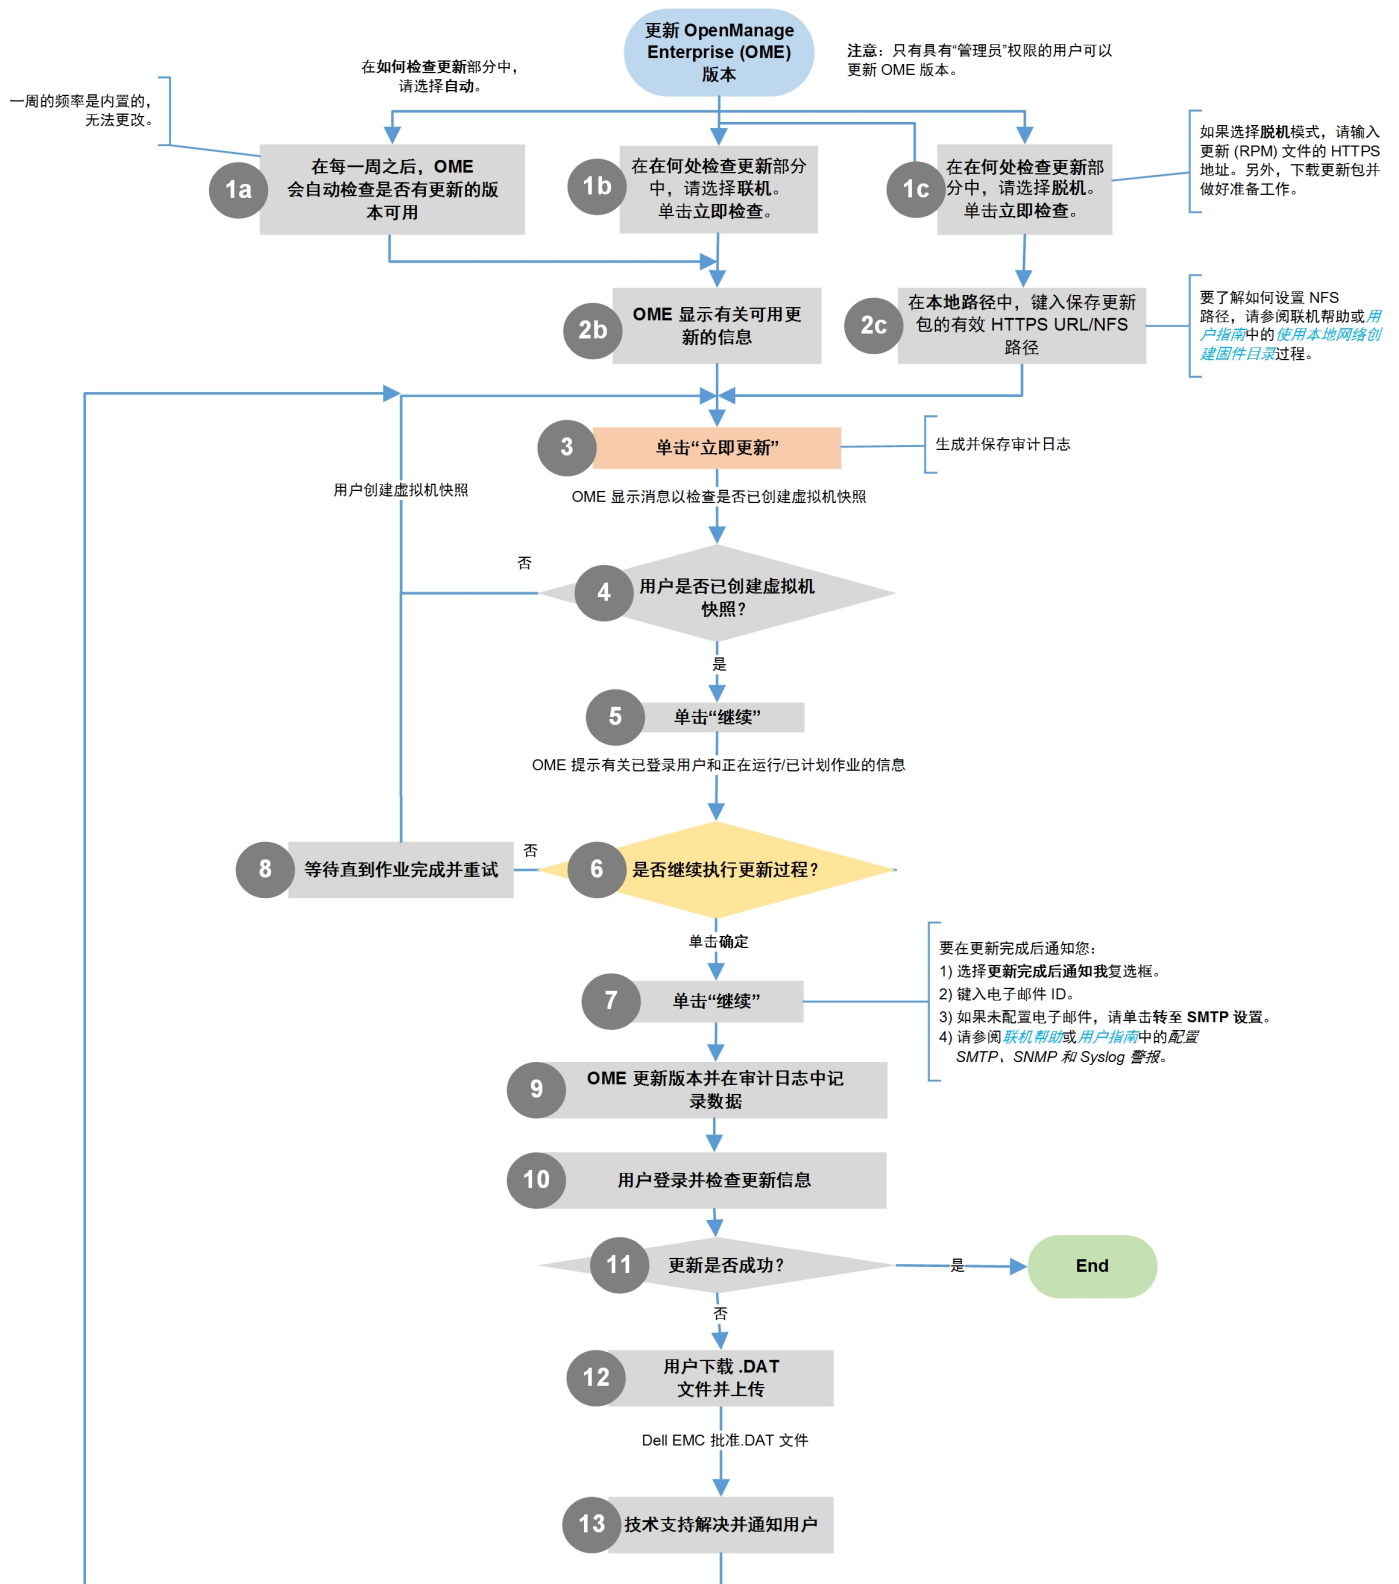 更新 OpenManage
Enterprise (OME)
版本
注意：只有具有“管理员”权限的用户可以
更新 OME 版本。
在如何检查更新部分中，
请选择自动。
一周的频率是内置的，
无法更改。
1a
在每一周之后，OME
会自动检查是否有更新的版
本可用
1b
在在何处检查更新部分
中，请选择联机。
单击立即检查。
1c
在在何处检查更新部
分中，请选择脱机。
单击立即检查。
如果选择脱机模式，请输入
更新 (RPM) 文件的 HTTPS
地址。另外，下载更新包并
做好准备工作。
2b
OME 显示有关可用更
新的信息
2c
在本地路径中，键入保存更新
包的有效 HTTPS URL/NFS
路径
要了解如何设置 NFS
路径，请参阅联机帮助或用
户指南中的使用本地网络创
建固件目录过程。
3
单击“立即更新”
生成并保存审计日志
用户创建虚拟机快照
OME 显示消息以检查是否已创建虚拟机快照
否
4
用户是否已创建虚拟机
快照？
是
5
单击“继续”
OME 提示有关已登录用户和正在运行/已计划作业的信息
8
等待直到作业完成并重试
否
6
是否继续执行更新过程？
单击确定
7
单击“继续”
要在更新完成后通知您：
1) 选择更新完成后通知我复选框。
2) 键入电子邮件 ID。
3) 如果未配置电子邮件，请单击转至 SMTP 设置。
4) 请参阅联机帮助或用户指南中的配置
SMTP、SNMP 和 Syslog 警报。
9
OME 更新版本并在审计日志中记
录数据
10
用户登录并检查更新信息
11
更新是否成功？
是
End
否
12
用户下载 .DAT
文件并上传
Dell EMC 批准.DAT 文件
13
技术支持解决并通知用户